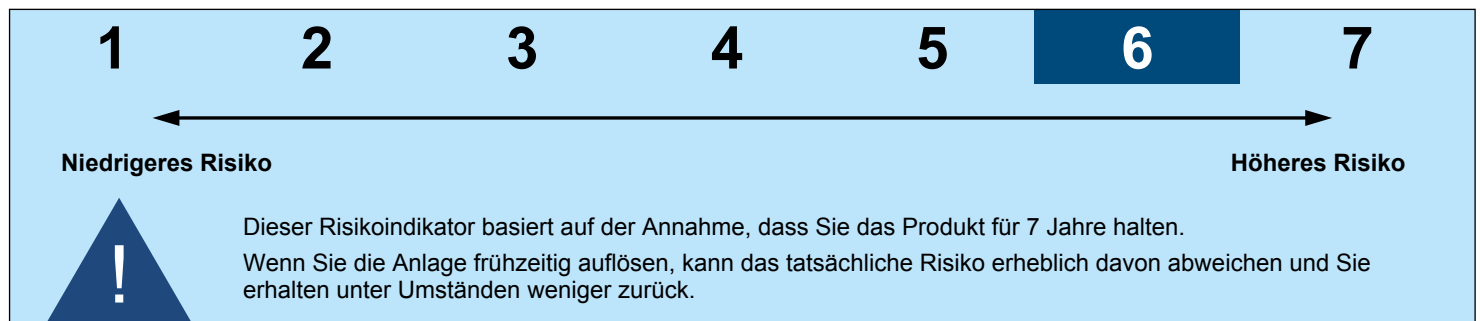 1 2 3 4 5 6 7
Niedrigeres Risiko Höheres Risiko
!
Dieser Risikoindikator basiert auf der Annahme, dass Sie das Produkt für 7 Jahre halten.
Wenn Sie die Anlage frühzeitig auflösen, kann das tatsächliche Risiko erheblich davon abweichen und Sie
erhalten unter Umständen weniger zurück.